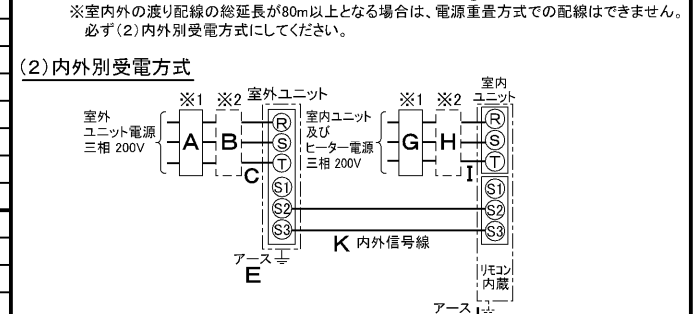 ※室内外の渡り配線の総延長が80m以上となる場合は、電源重畳方式での配線はできません。
必ず(2)内外別受電方式にしてください。
(2)内外別受電方式
※1 ※2 室外ユニット
室外
ユニット電源
三相 200V
A
B
C
R
S
T
S1
S2
S3
アース
E
※1 ※2
室内
ユニット
室内ユニット
及び
ヒーター電源
三相 200V
G
H
I
R
S
T
S1
S2
S3
K 内外信号線
リモコン
内蔵
アース